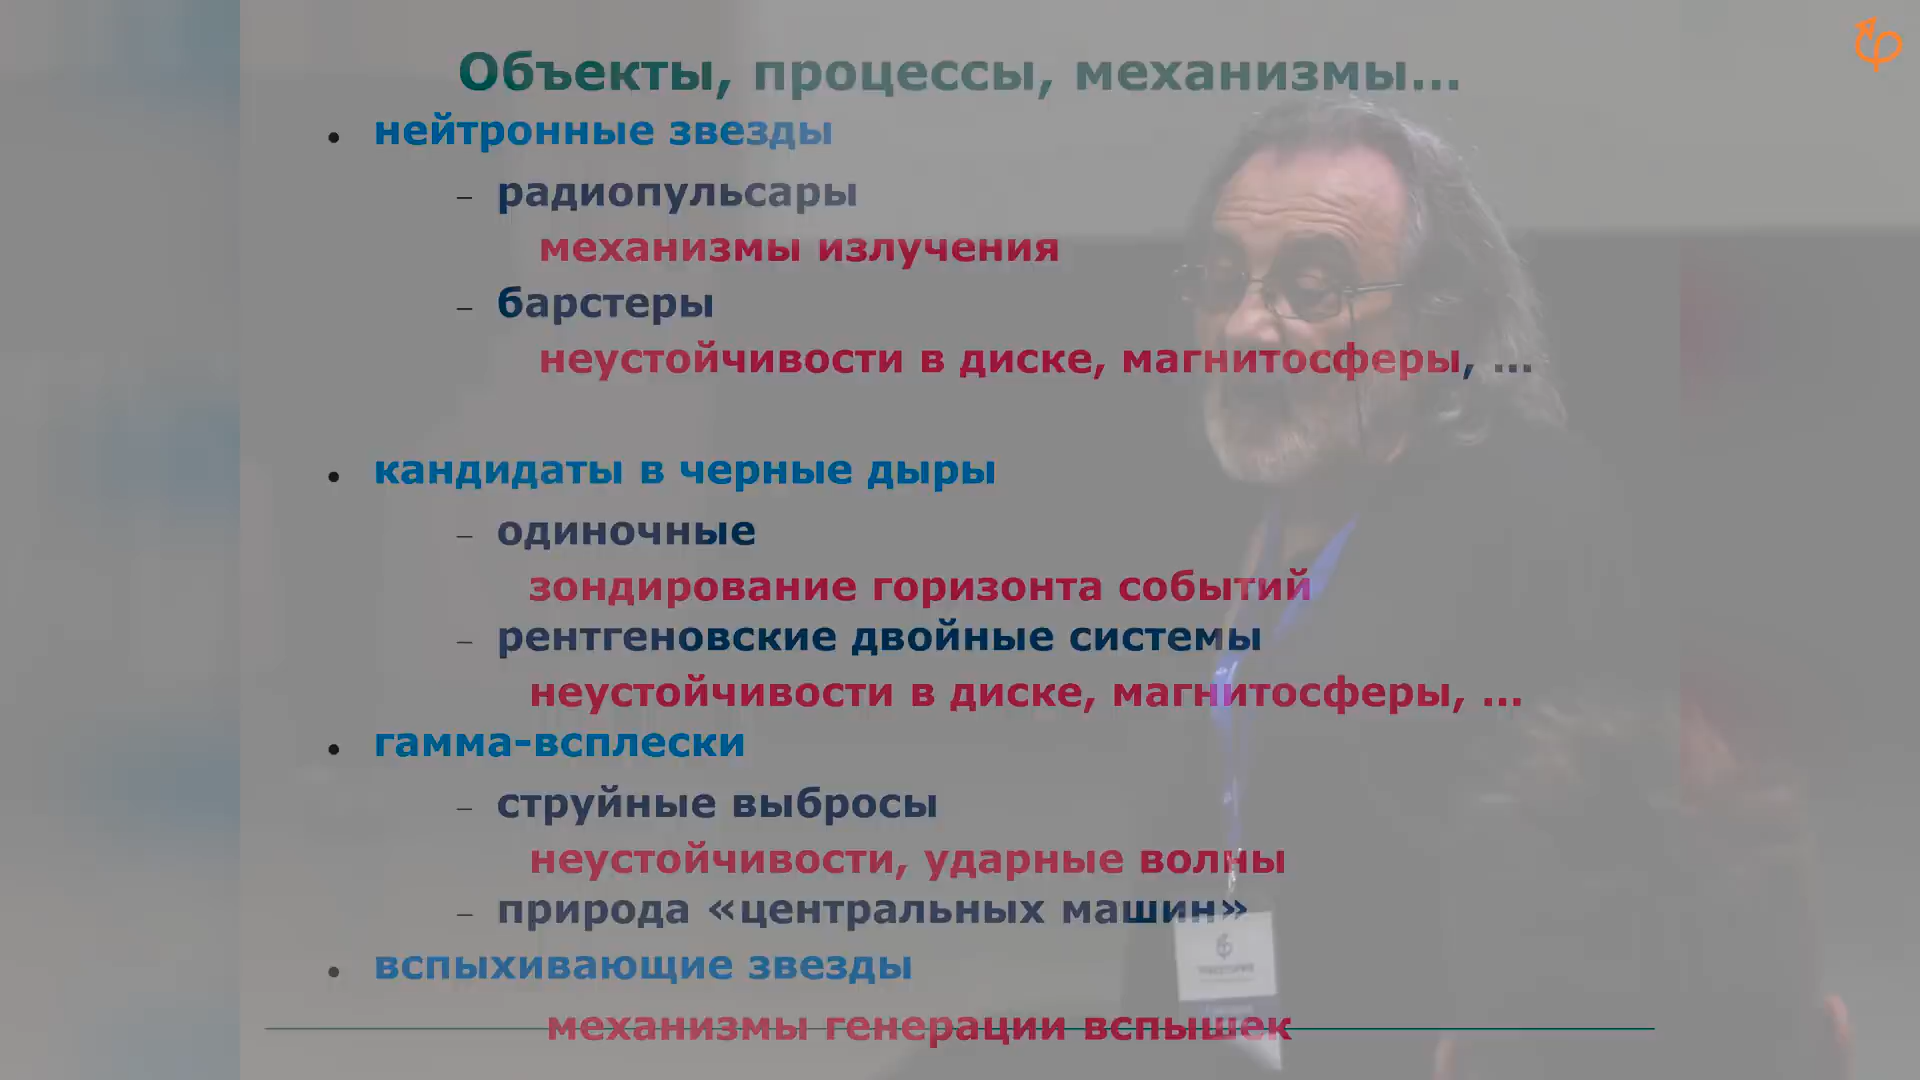 Объекты, процессы, механизмы...
• нейтронные звезды
– радиопульсары
механизмы излучения
– барстеры
неустойчивости в диске, магнитосферы, ...
• кандидаты в черные дыры
– одиночные
зондирование горизонта событий
– рентгеновские двойные системы
неустойчивости в диске, магнитосферы, ...
• гамма-всплески
– струйные выбросы
неустойчивости, ударные волны
– природа «центральных машин»
• вспыхивающие звезды
механизмы генерации вспышек